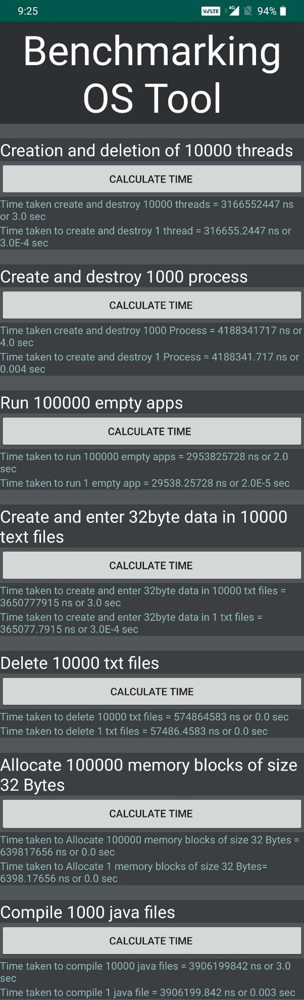 9:25 VoLTE 4G 94%
Benchmarking
OS Tool
Creation and deletion of 10000 threads
CALCULATE TIME
Time taken create and destroy 10000 threads = 3166552447 ns
or 3.0 sec
Time taken to create and destroy 1 thread = 316655.2447 ns or
3.0E-4 sec
Create and destroy 1000 process
CALCULATE TIME
Time taken create and destroy 1000 Process = 4188341717 ns or
4.0 sec
Time taken to create and destroy 1 Process = 4188341.717 ns or
0.004 sec
Run 100000 empty apps
CALCULATE TIME
Time taken to run 100000 empty apps = 2953825728 ns or 2.0
sec
Time taken to run 1 empty app = 29538.25728 ns or 2.0E-5 sec
Create and enter 32byte data in 10000
text files
CALCULATE TIME
Time taken to create and enter 32byte data in 10000 txt files =
3650777915 ns or 3.0 sec
Time taken to create and enter 32byte data in 1 txt files =
365077.7915 ns or 3.0E-4 sec
Delete 10000 txt files
CALCULATE TIME
Time taken to delete 10000 txt files = 574864583 ns or 0.0 sec
Time taken to delete 1 txt files = 57486.4583 ns or 0.0 sec
Allocate 100000 memory blocks of size
32 Bytes
CALCULATE TIME
Time taken to Allocate 100000 memory blocks of size 32 Bytes =
639817656 ns or 0.0 sec
Time taken to Allocate 1 memory blocks of size 32 Bytes=
6398.17656 ns or 0.0 sec
Compile 1000 java files
CALCULATE TIME
Time taken to compile 10000 java files = 3906199842 ns or 3.0
sec
Time taken to compile 1 java file = 3906199.842 ns or 0.003 sec